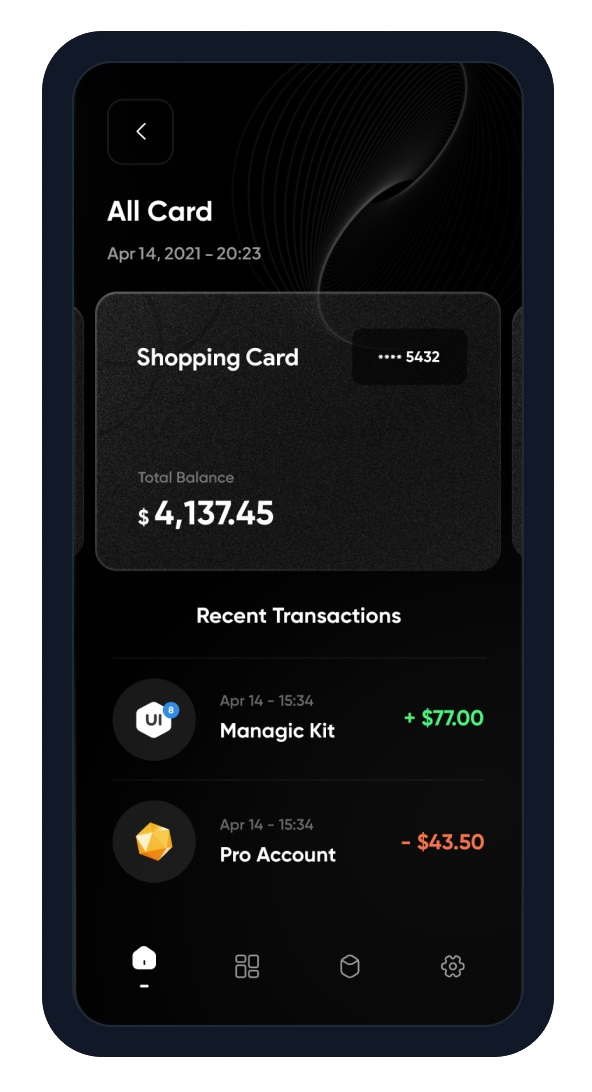 All Card
Apr 14, 2021 - 20:23
Shopping Card
•••• 5432
Total Balance
$ 4,137.45
Recent Transactions
UI 8
Apr 14 - 15:34
Managic Kit
+ $77.00
Apr 14 - 15:34
Pro Account
- $43.50